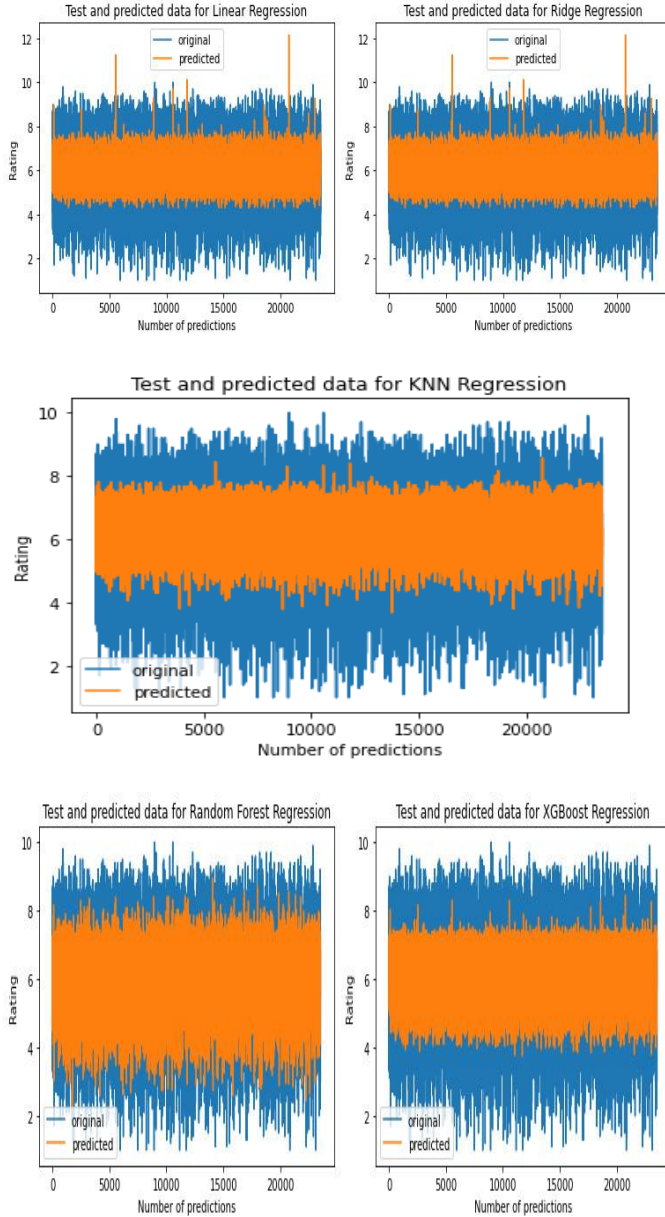 Test and predicted data for Linear Regression
12
10
8
6
4
2
Rating
original
predicted
0 5000 10000 15000 20000
Number of predictions
Test and predicted data for Ridge Regression
12
10
8
6
4
2
Rating
original
predicted
0 5000 10000 15000 20000
Number of predictions
Test and predicted data for KNN Regression
10
8
6
4
2
Rating
original
predicted
0 5000 10000 15000 20000
Number of predictions
Test and predicted data for Random Forest Regression
10
8
6
4
2
Rating
original
predicted
0 5000 10000 15000 20000
Number of predictions
Test and predicted data for XGBoost Regression
10
8
6
4
2
Rating
original
predicted
0 5000 10000 15000 20000
Number of predictions